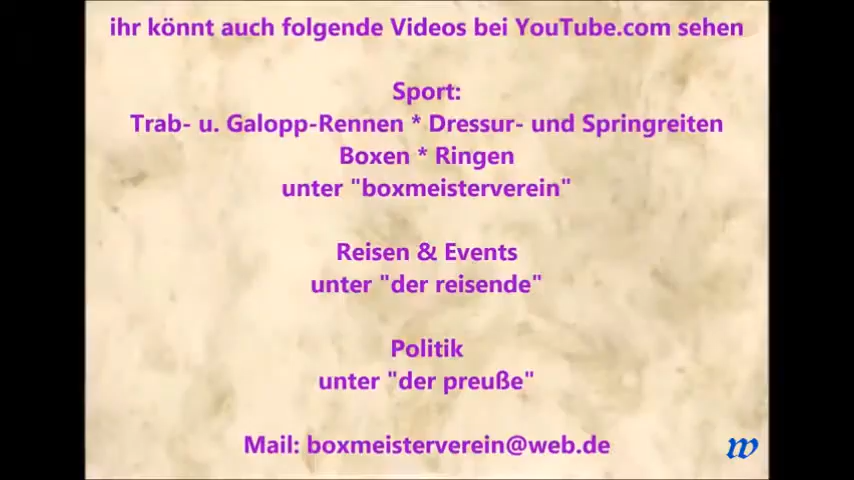 ihr könnt auch folgende Videos bei YouTube.com sehen
Sport:
Trab- u. Galopp-Rennen * Dressur- und Springreiten
Boxen * Ringen
unter "boxmeisterverein"
Reisen & Events
unter "der reisende"
Politik
unter "der preuße"
Mail: boxmeisterverein@web.de
w